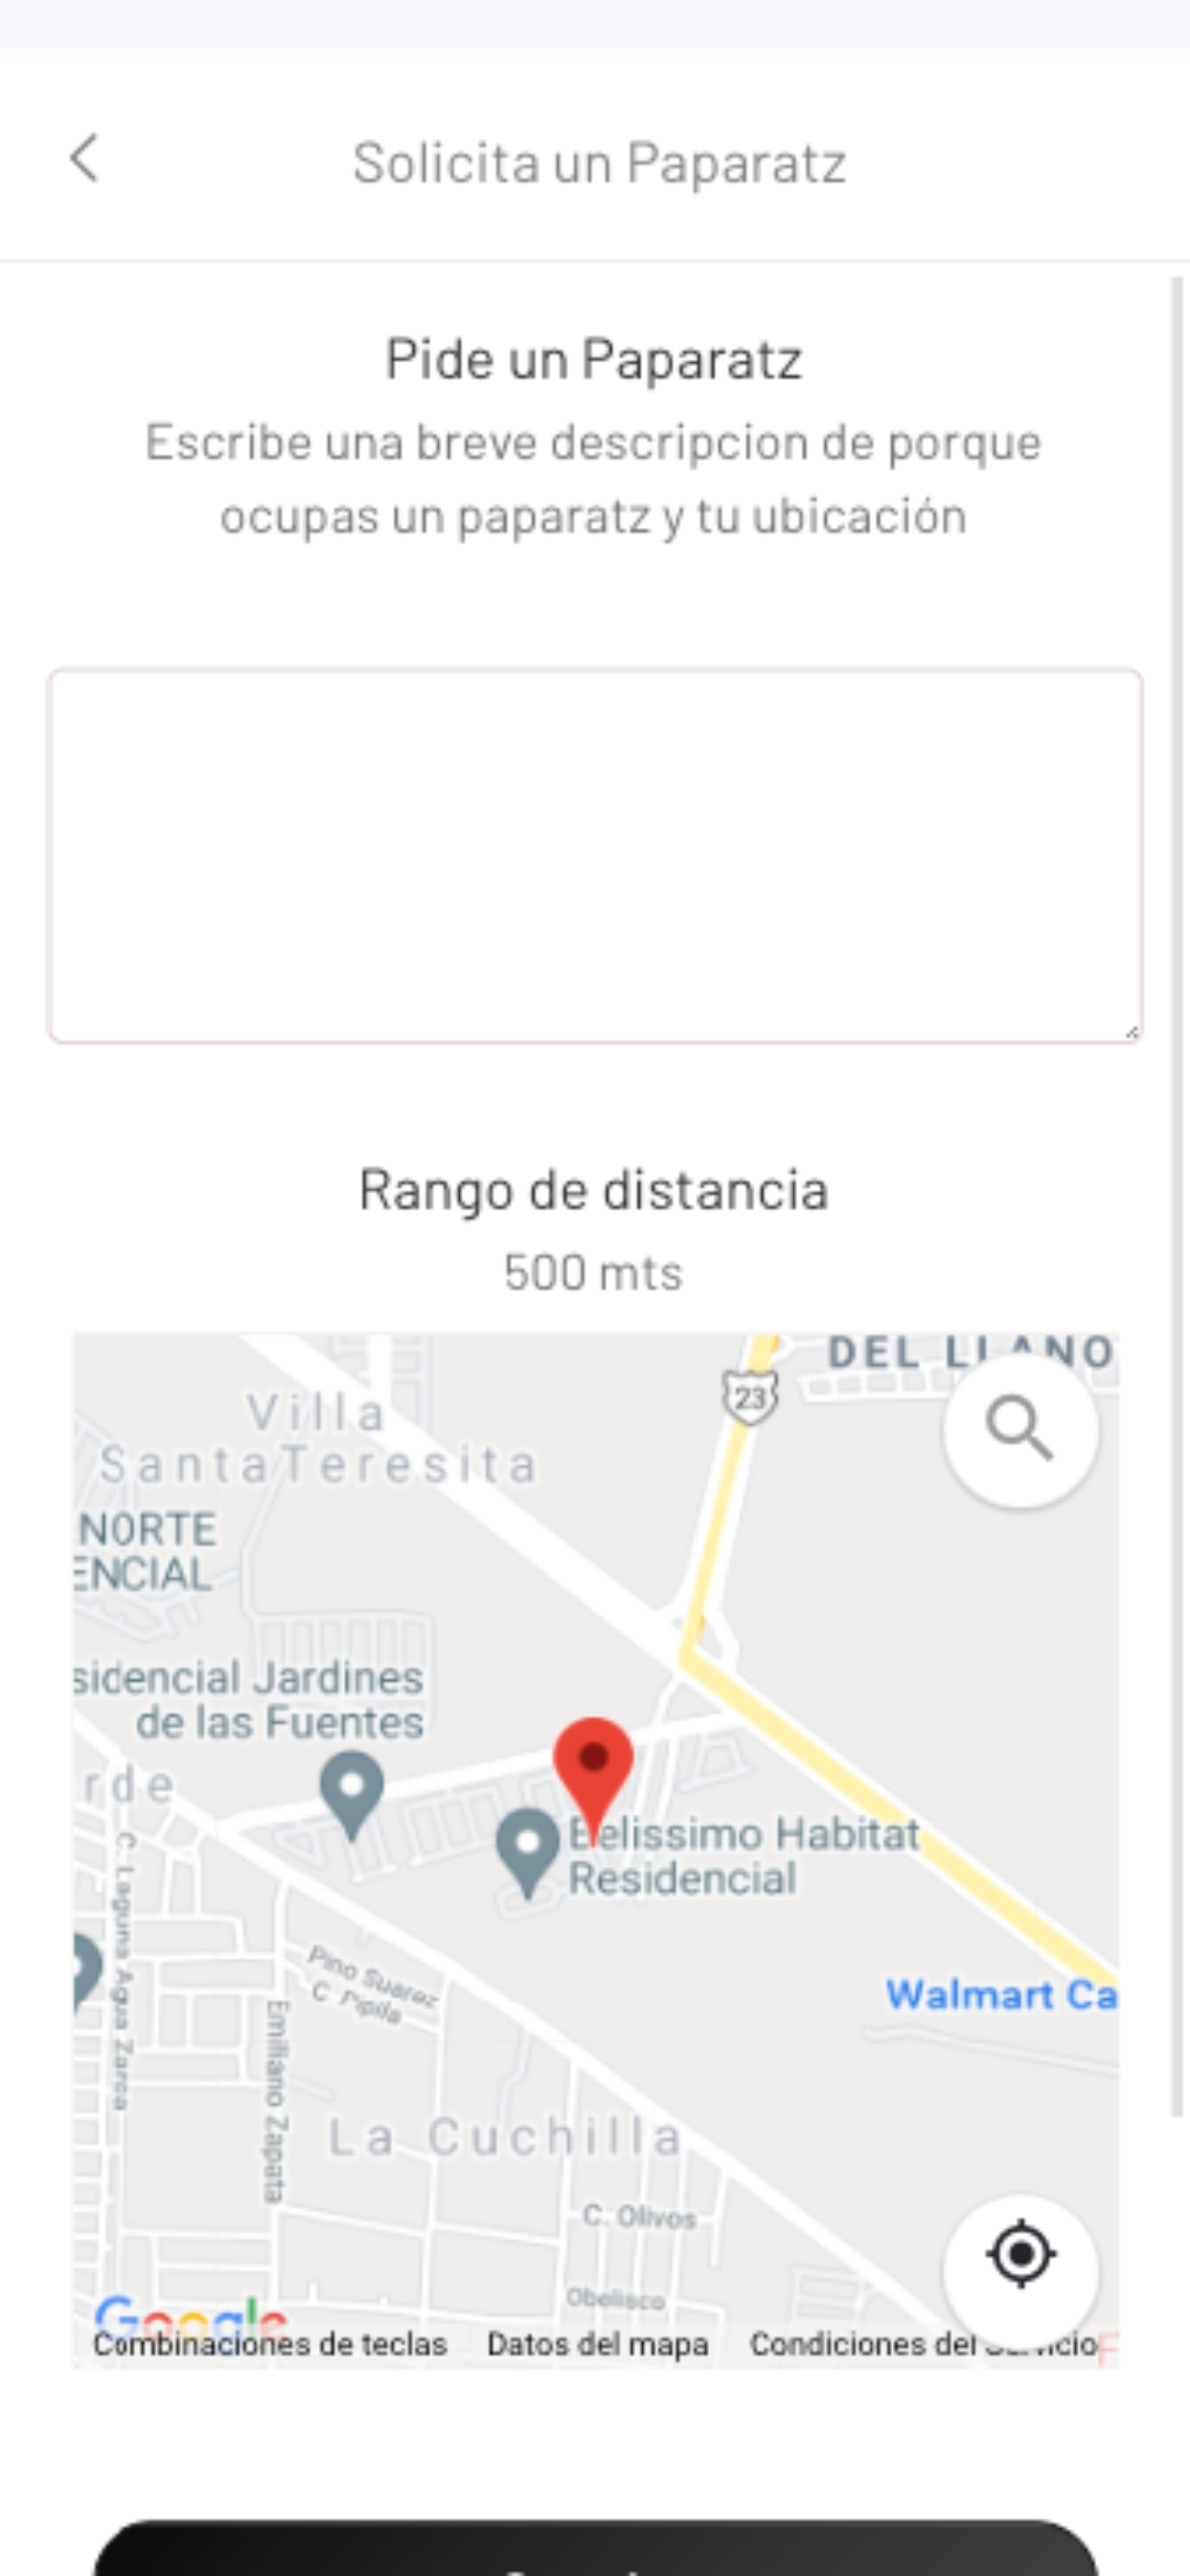 Solicita un Paparatz
Pide un Paparatz
Escribe una breve descripcion de porque
ocupas un paparatz y tu ubicación
Rango de distancia
500 mts
DEL LLANO
23
Villa
Santa Teresita
NORTE
ENCIAL
sidencial Jardines
de las Fuentes
rde
Belissimo Habitat
Residencial
C. Laguna Agua Zarca
Pino Suarez
C. Pipila
Emiliano Zapata
Walmart Ca
La Cuchilla
C. Olivos
Obelisco
Google
Combinaciones de teclas Datos del mapa Condiciones del Servicio